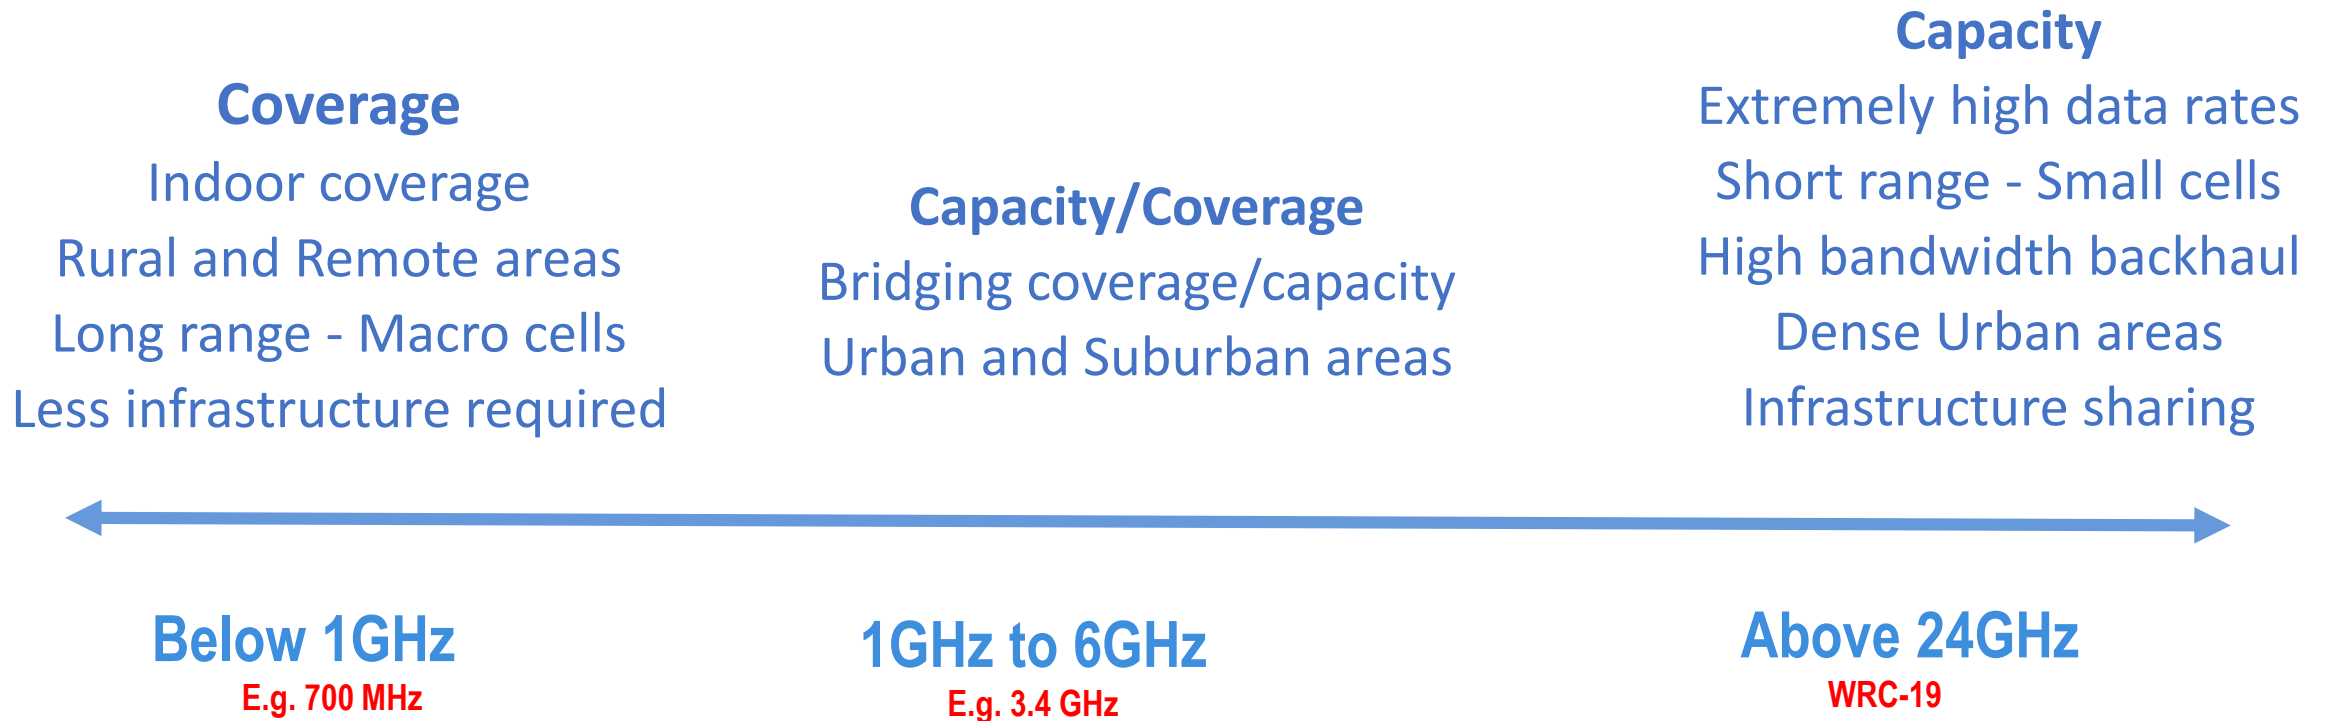 Coverage
Indoor coverage
Rural and Remote areas
Long range - Macro cells
Less infrastructure required
Capacity/Coverage
Bridging coverage/capacity
Urban and Suburban areas
Capacity
Extremely high data rates
Short range - Small cells
High bandwidth backhaul
Dense Urban areas
Infrastructure sharing
Below 1GHz
E.g. 700 MHz
1GHz to 6GHz
E.g. 3.4 GHz
Above 24GHz
WRC-19